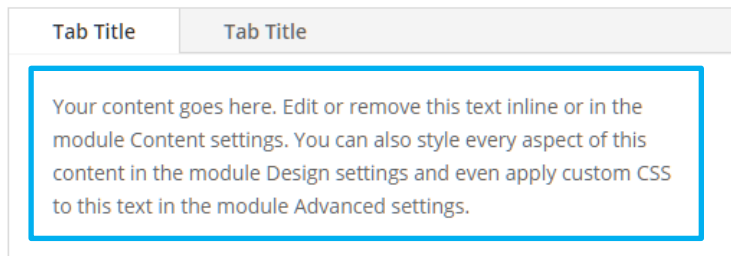 Tab Title Tab Title
Your content goes here. Edit or remove this text inline or in the
module Content settings. You can also style every aspect of this
content in the module Design settings and even apply custom CSS
to this text in the module Advanced settings.